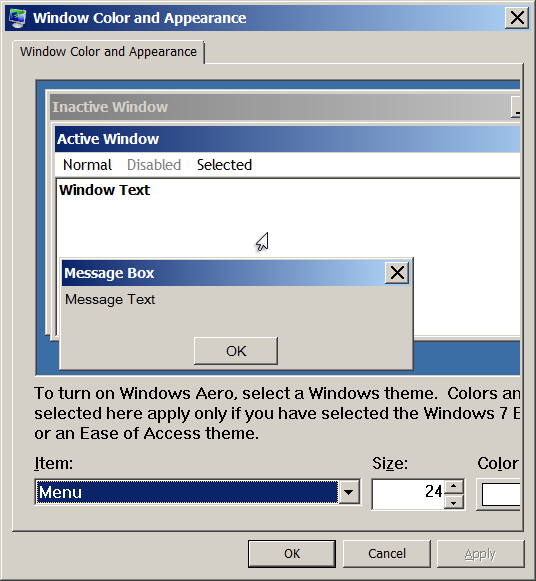 Window Color and Appearance
Window Color and Appearance
Inactive Window
Active Window
Normal Disabled Selected
Window Text
Message Box
Message Text
OK
To turn on Windows Aero, select a Windows theme. Colors an
selected here apply only if you have selected the Windows 7 B
or an Ease of Access theme.
Item: Size: Color
Menu 24
OK Cancel Apply